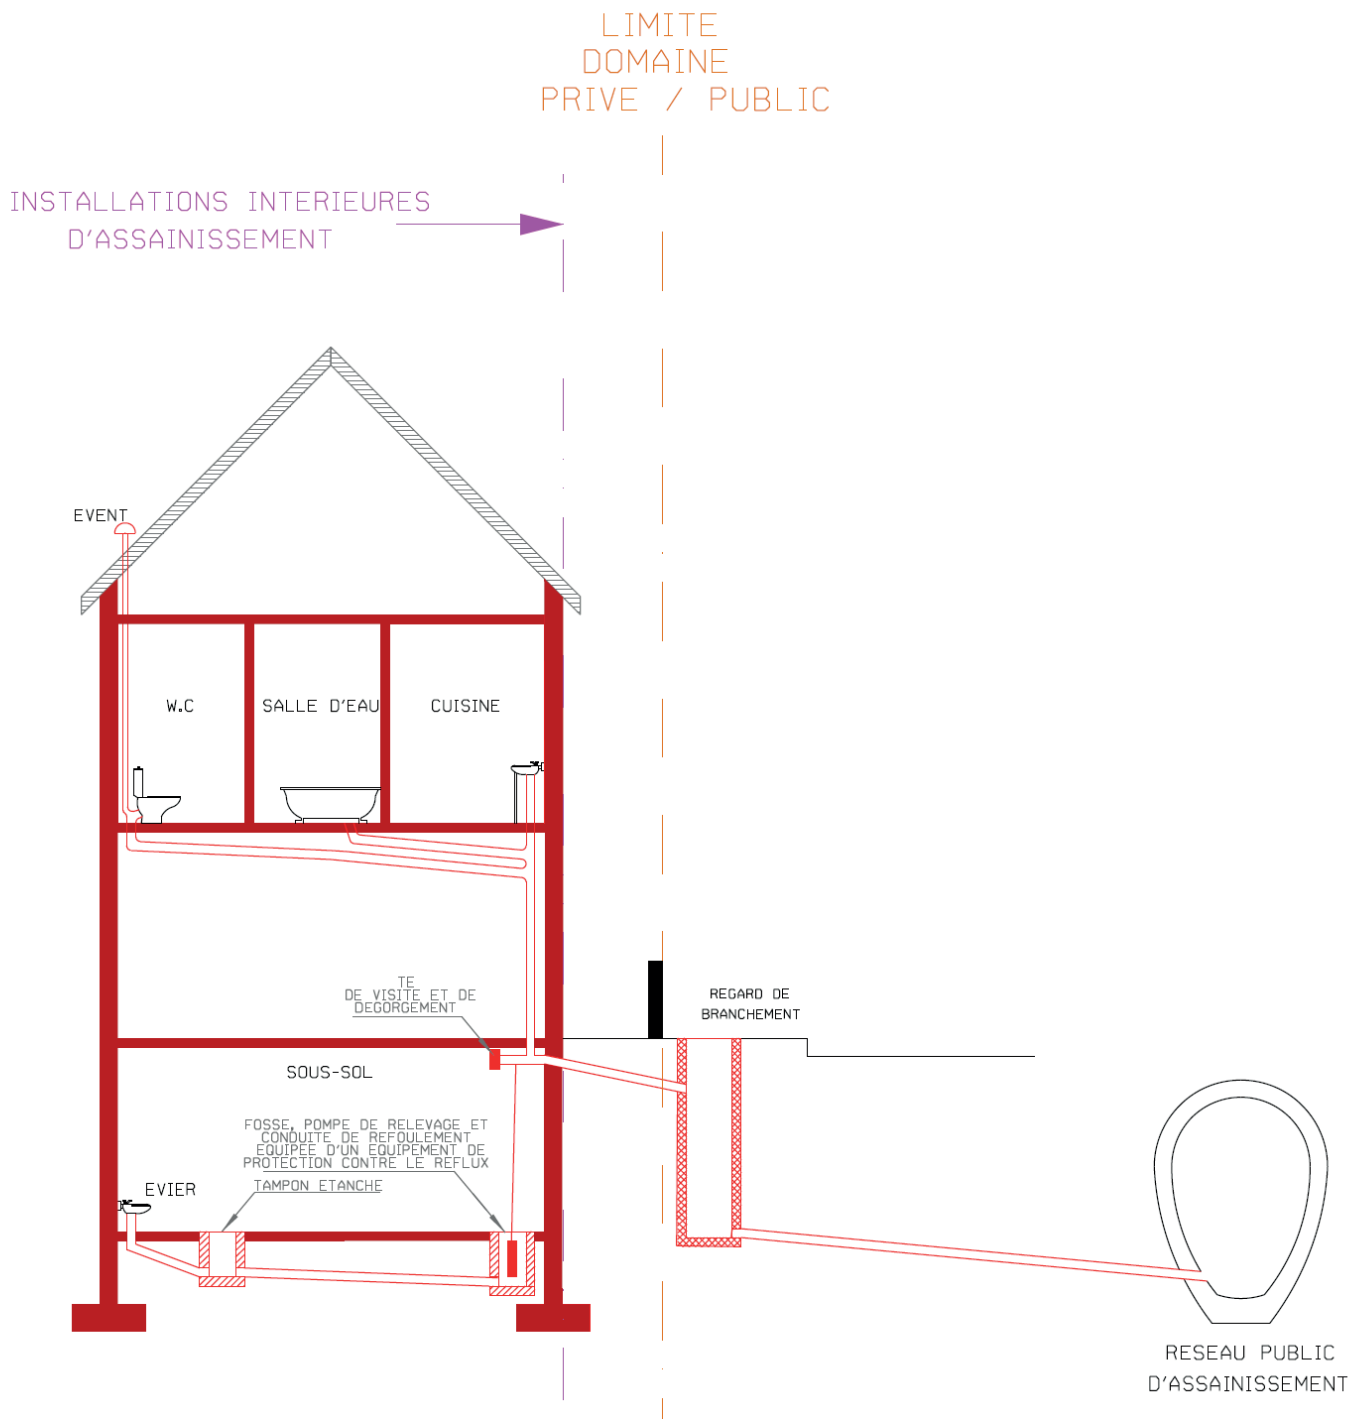 LIMITE
DOMAINE
PRIVE / PUBLIC
INSTALLATIONS INTERIEURES
D'ASSAINISSEMENT
EVENT
W.C
SALLE D'EAU
CUISINE
TE
DE VISITE ET DE
DEGORGEMENT
REGARD DE
BRANCHEMENT
SOUS-SOL
FOSSE, POMPE DE RELEVAGE ET
CONDUITE DE REFOULEMENT
EQUIPEE D'UN EQUIPEMENT DE
PROTECTION CONTRE LE REFLUX
TAMPON ETANCHE
EVIER
RESEAU PUBLIC
D'ASSAINISSEMENT